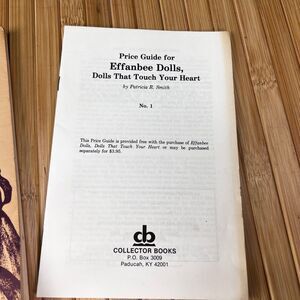 Price Guide for
Effanbee Dolls,
Dolls That Touch Your Heart
by Patricia R. Smith
No. 1
This Price Guide is provided free with the purchase of Effanbee
Dolls, Dolls That Touch Your Heart or may be purchased
separately for $3.95.
cb
COLLECTOR BOOKS
P.O. Box 3009
Paducah, KY 42001